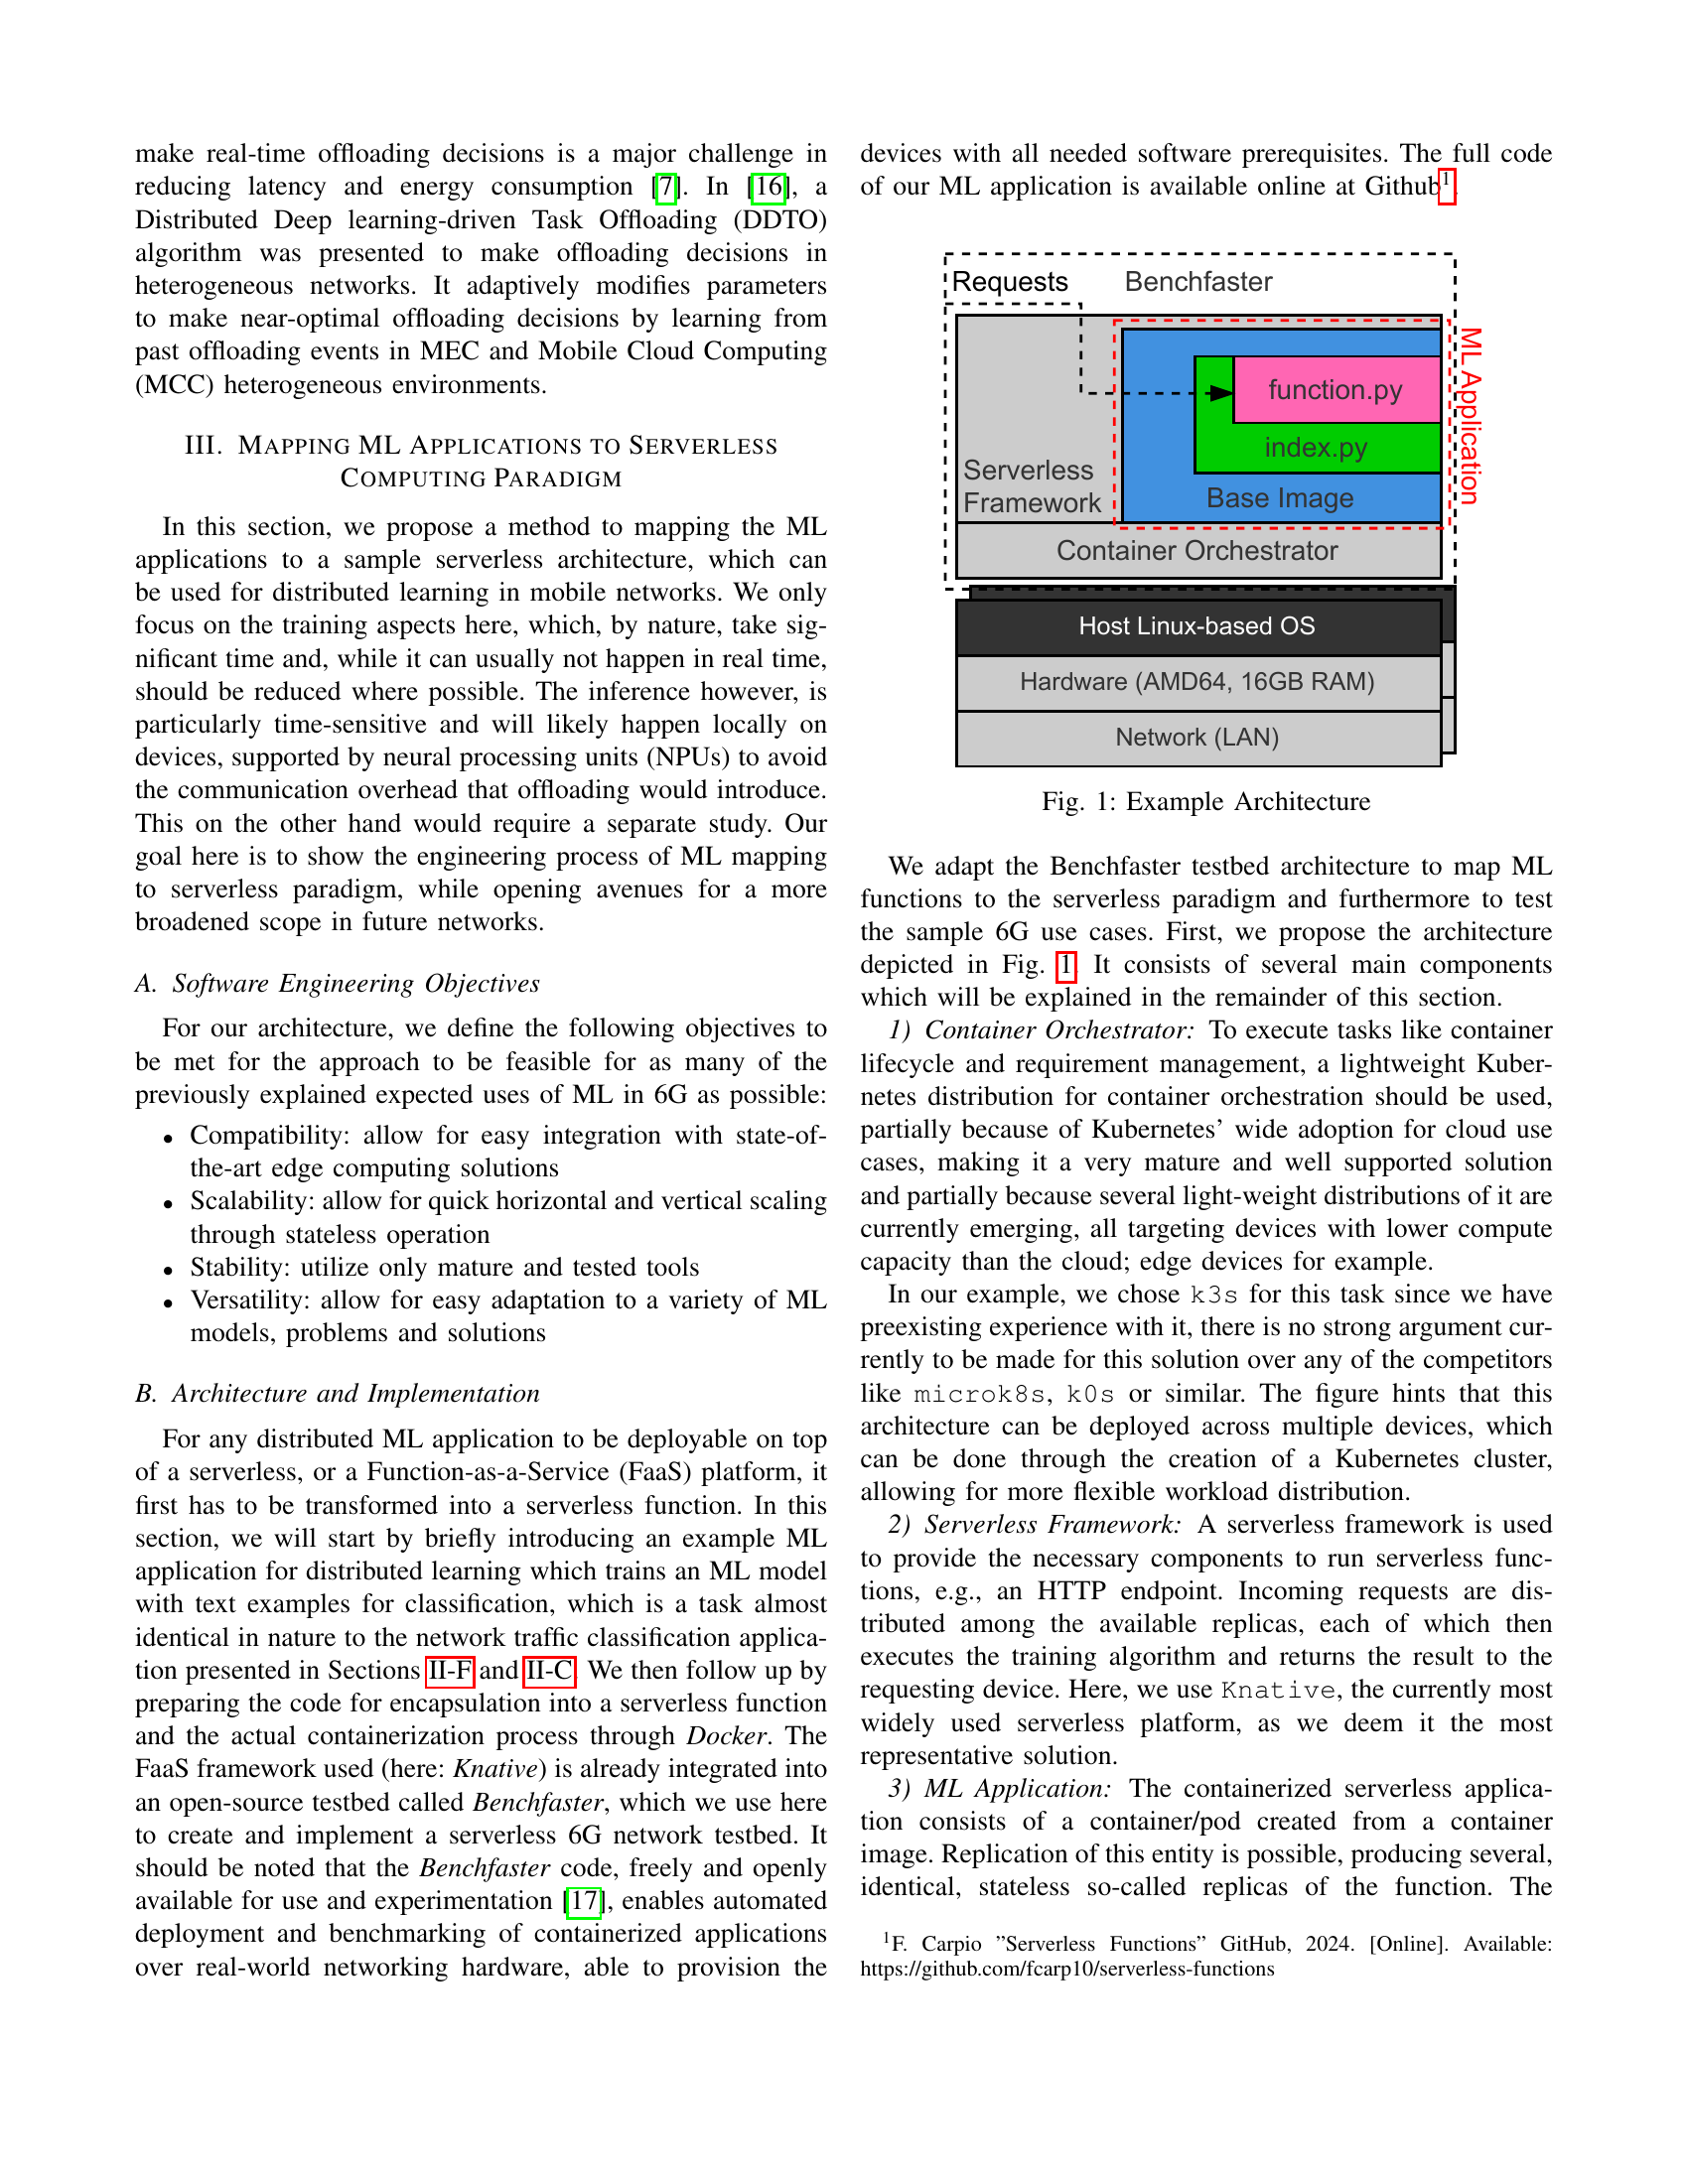 make real-time offloading decisions is a major challenge in
reducing latency and energy consumption [7]. In [16], a
Distributed Deep learning-driven Task Offloading (DDTO)
algorithm was presented to make offloading decisions in
heterogeneous networks. It adaptively modifies parameters
to make near-optimal offloading decisions by learning from
past offloading events in MEC and Mobile Cloud Computing
(MCC) heterogeneous environments.
III. MAPPING ML APPLICATIONS TO SERVERLESS
COMPUTING PARADIGM
In this section, we propose a method to mapping the ML
applications to a sample serverless architecture, which can
be used for distributed learning in mobile networks. We only
focus on the training aspects here, which, by nature, take sig-
nificant time and, while it can usually not happen in real time,
should be reduced where possible. The inference however, is
particularly time-sensitive and will likely happen locally on
devices, supported by neural processing units (NPUs) to avoid
the communication overhead that offloading would introduce.
This on the other hand would require a separate study. Our
goal here is to show the engineering process of ML mapping
to serverless paradigm, while opening avenues for a more
broadened scope in future networks.
A. Software Engineering Objectives
For our architecture, we define the following objectives to
be met for the approach to be feasible for as many of the
previously explained expected uses of ML in 6G as possible:
• Compatibility: allow for easy integration with state-of-
the-art edge computing solutions
• Scalability: allow for quick horizontal and vertical scaling
through stateless operation
• Stability: utilize only mature and tested tools
• Versatility: allow for easy adaptation to a variety of ML
models, problems and solutions
B. Architecture and Implementation
For any distributed ML application to be deployable on top
of a serverless, or a Function-as-a-Service (FaaS) platform, it
first has to be transformed into a serverless function. In this
section, we will start by briefly introducing an example ML
application for distributed learning which trains an ML model
with text examples for classification, which is a task almost
identical in nature to the network traffic classification applica-
tion presented in Sections II-F and II-C. We then follow up by
preparing the code for encapsulation into a serverless function
and the actual containerization process through Docker. The
FaaS framework used (here: Knative) is already integrated into
an open-source testbed called Benchfaster, which we use here
to create and implement a serverless 6G network testbed. It
should be noted that the Benchfaster code, freely and openly
available for use and experimentation [17], enables automated
deployment and benchmarking of containerized applications
over real-world networking hardware, able to provision the
devices with all needed software prerequisites. The full code
of our ML application is available online at Github1.
Requests
Benchfaster
ML Application
function.py
index.py
Serverless
Framework
Base Image
Container Orchestrator
Host Linux-based OS
Hardware (AMD64, 16GB RAM)
Network (LAN)
Fig. 1: Example Architecture
We adapt the Benchfaster testbed architecture to map ML
functions to the serverless paradigm and furthermore to test
the sample 6G use cases. First, we propose the architecture
depicted in Fig. 1. It consists of several main components
which will be explained in the remainder of this section.
1) Container Orchestrator: To execute tasks like container
lifecycle and requirement management, a lightweight Kuber-
netes distribution for container orchestration should be used,
partially because of Kubernetes' wide adoption for cloud use
cases, making it a very mature and well supported solution
and partially because several light-weight distributions of it are
currently emerging, all targeting devices with lower compute
capacity than the cloud; edge devices for example.
In our example, we chose k3s for this task since we have
preexisting experience with it, there is no strong argument cur-
rently to be made for this solution over any of the competitors
like microk8s, k0s or similar. The figure hints that this
architecture can be deployed across multiple devices, which
can be done through the creation of a Kubernetes cluster,
allowing for more flexible workload distribution.
2) Serverless Framework: A serverless framework is used
to provide the necessary components to run serverless func-
tions, e.g., an HTTP endpoint. Incoming requests are dis-
tributed among the available replicas, each of which then
executes the training algorithm and returns the result to the
requesting device. Here, we use Knative, the currently most
widely used serverless platform, as we deem it the most
representative solution.
3) ML Application: The containerized serverless applica-
tion consists of a container/pod created from a container
image. Replication of this entity is possible, producing several,
identical, stateless so-called replicas of the function. The
1F. Carpio ”Serverless Functions” GitHub, 2024. [Online]. Available:
https://github.com/fcarp10/serverless-functions